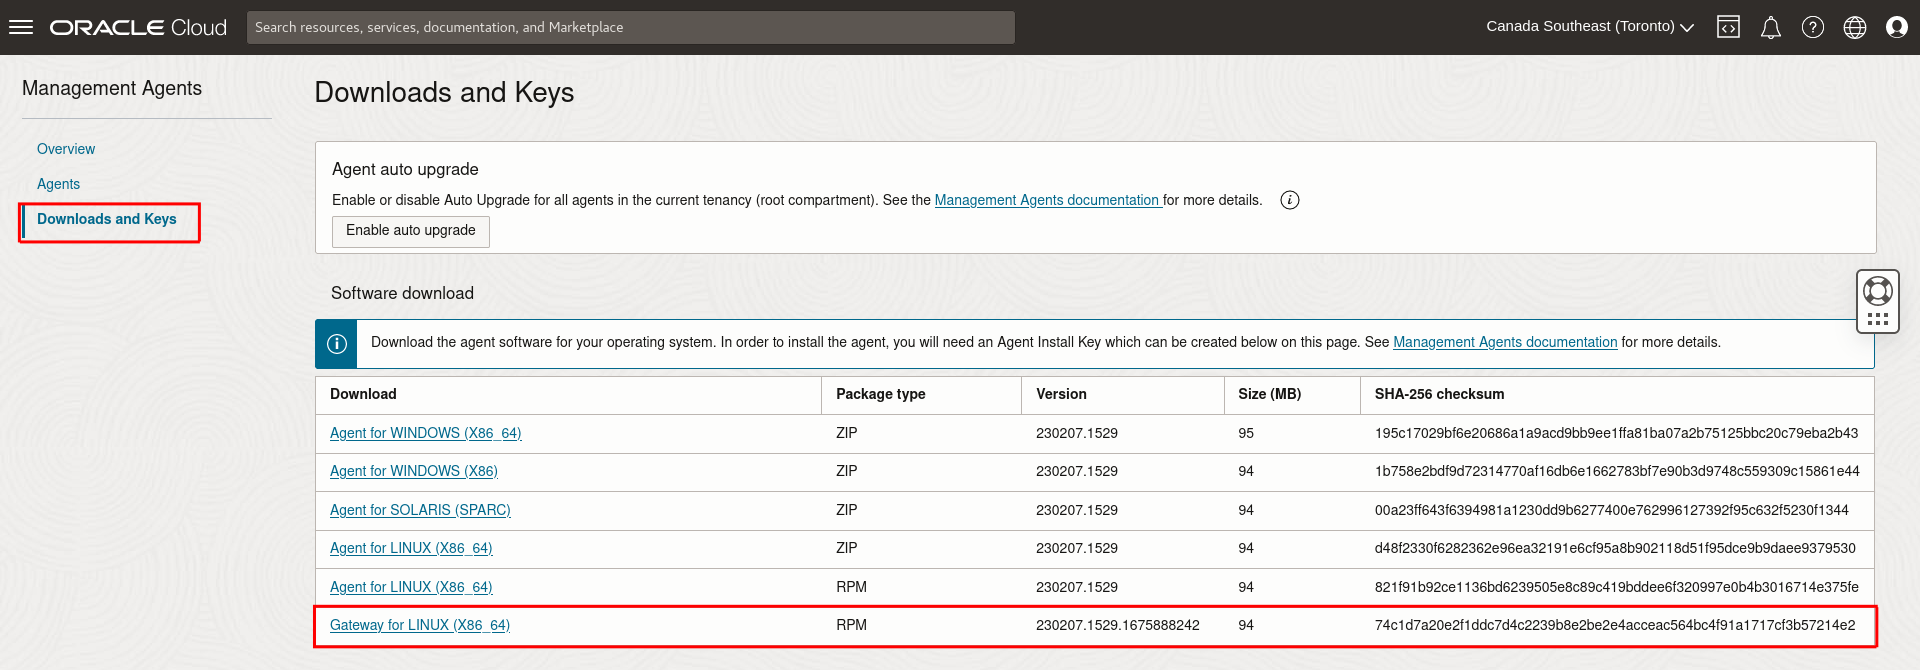 ORACLE Cloud
Search resources, services, documentation, and Marketplace
Canada Southeast (Toronto)
Management Agents
Overview
Agents
Downloads and Keys
Downloads and Keys
Agent auto upgrade
Enable or disable Auto Upgrade for all agents in the current tenancy (root compartment). See the Management Agents documentation for more details.
Enable auto upgrade
Software download
Download the agent software for your operating system. In order to install the agent, you will need an Agent Install Key which can be created below on this page. See Management Agents documentation for more details.
Download Package type Version Size (MB) SHA-256 checksum
Agent for WINDOWS (X86_64) ZIP 230207.1529 95 195c17029bf6e20686a1a9acd9bb9ee1ffa81ba07a2b75125bbc20c79eba2b43
Agent for WINDOWS (X86) ZIP 230207.1529 94 1b758e2bdf9d72314770af16db6e1662783bf7e90b3d9748c559309c15861e44
Agent for SOLARIS (SPARC) ZIP 230207.1529 94 00a23ff643f6394981a1230dd9b6277400e762996127392f95c632f5230f1344
Agent for LINUX (X86_64) ZIP 230207.1529 94 d48f2330f6282362e96ea32191e6cf95a8b902118d51f95dce9b9daee9379530
Agent for LINUX (X86_64) RPM 230207.1529 94 821f91b92ce1136bd6239505e8c89c419bddee6f320997e0b4b3016714e375fe
Gateway for LINUX (X86_64) RPM 230207.1529.1675888242 94 74c1d7a20e2f1ddc7d4c2239b8e2be2e4acceac564bc4f91a1717cf3b57214e2